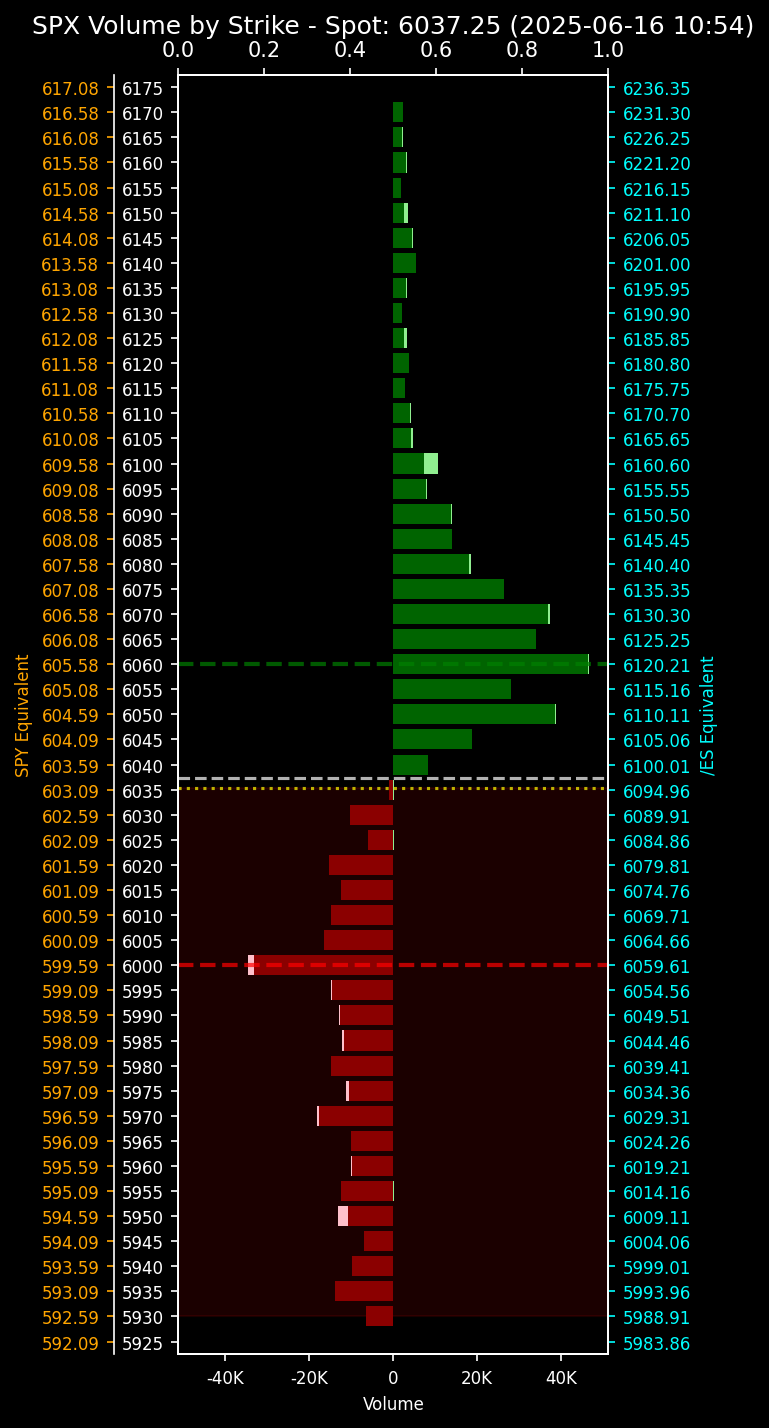 SPX Volume by Strike - Spot: 6037.25 (2025-06-16 10:54)
0.0 0.2 0.4 0.6 0.8 1.0
617.08 6175 6236.35
616.58 6170 6231.30
616.08 6165 6226.25
615.58 6160 6221.20
615.08 6155 6216.15
614.58 6150 6211.10
614.08 6145 6206.05
613.58 6140 6201.00
613.08 6135 6195.95
612.58 6130 6190.90
612.08 6125 6185.85
611.58 6120 6180.80
611.08 6115 6175.75
610.58 6110 6170.70
610.08 6105 6165.65
609.58 6100 6160.60
609.08 6095 6155.55
608.58 6090 6150.50
608.08 6085 6145.45
607.58 6080 6140.40
607.08 6075 6135.35
606.58 6070 6130.30
606.08 6065 6125.25
605.58 6060 6120.21
605.08 6055 6115.16
604.59 6050 6110.11
604.09 6045 6105.06
603.59 6040 6100.01
603.09 6035 6094.96
602.59 6030 6089.91
602.09 6025 6084.86
601.59 6020 6079.81
601.09 6015 6074.76
600.59 6010 6069.71
600.09 6005 6064.66
599.59 6000 6059.61
599.09 5995 6054.56
598.59 5990 6049.51
598.09 5985 6044.46
597.59 5980 6039.41
597.09 5975 6034.36
596.59 5970 6029.31
596.09 5965 6024.26
595.59 5960 6019.21
595.09 5955 6014.16
594.59 5950 6009.11
594.09 5945 6004.06
593.59 5940 5999.01
593.09 5935 5993.96
592.59 5930 5988.91
592.09 5925 5983.86
SPY Equivalent
/ES Equivalent
-40K -20K 0 20K 40K
Volume